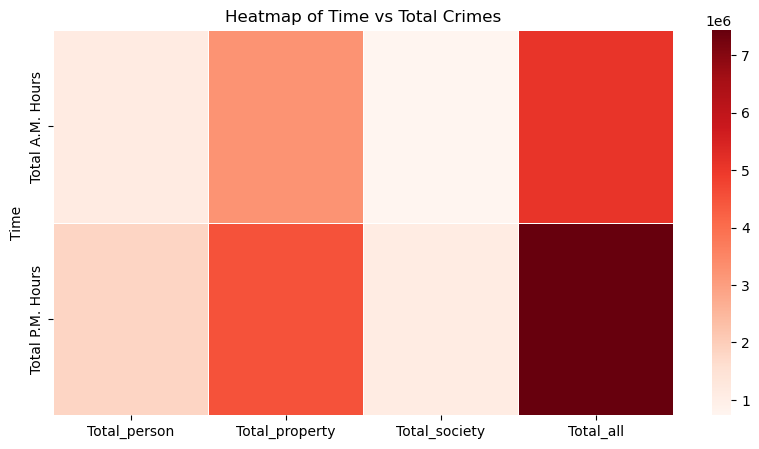 Heatmap of Time vs Total Crimes
1e6
Time
Total A.M. Hours
Total P.M. Hours
Total_person
Total_property
Total_society
Total_all
7
6
5
4
3
2
1